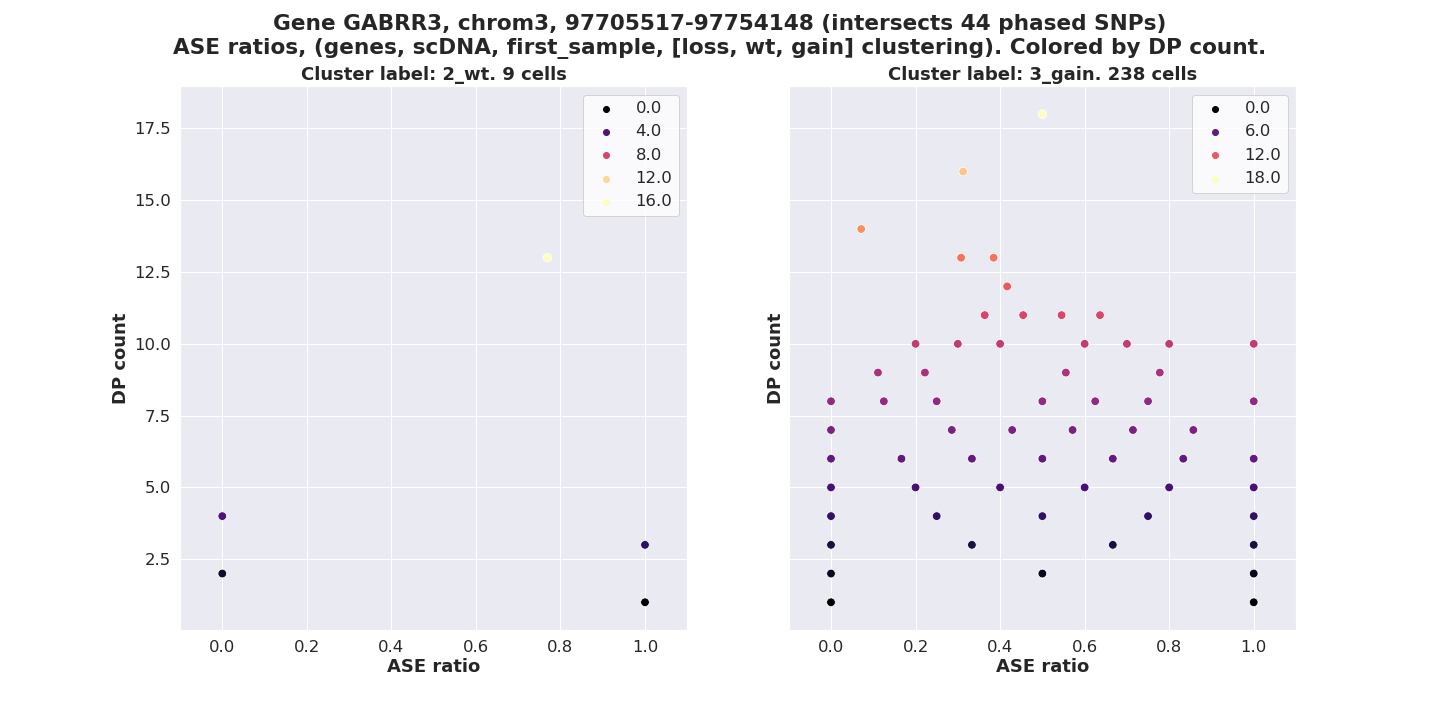 Gene GABRR3, chrom3, 97705517-97754148 (intersects 44 phased SNPs)
ASE ratios, (genes, scDNA, first_sample, [loss, wt, gain] clustering). Colored by DP count.
Cluster label: 2_wt. 9 cells
0.0
4.0
8.0
12.0
16.0
17.5
15.0
12.5
10.0
7.5
5.0
2.5
DP count
0.0 0.2 0.4 0.6 0.8 1.0
ASE ratio
Cluster label: 3_gain. 238 cells
0.0
6.0
12.0
18.0
DP count
0.0 0.2 0.4 0.6 0.8 1.0
ASE ratio